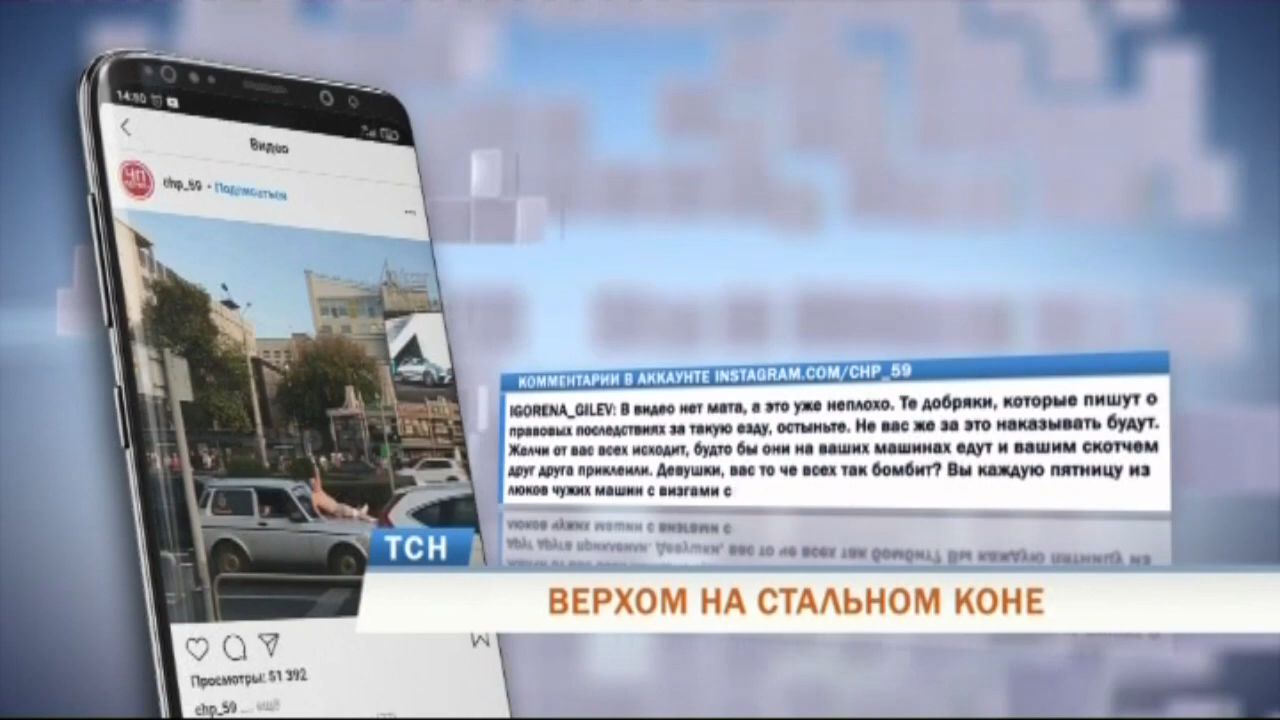 14:50
Видео
ЧП
chp_59 • Подписаться
КОММЕНТАРИИ В АККАУНТЕ INSTAGRAM.COM/CHP_59
IGORENA_GILEV: В видео нет мата, а это уже неплохо. Те добряки, которые пишут о
правовых последствиях за такую езду, остыньте. Не вас же за это наказывать будут.
Желчи от вас всех исходит, будто бы они на ваших машинах едут и вашим скотчем
друг друга приклеили. Девушки, вас то че всех так бомбит? Вы каждую пятницу из
люков чужих машин с визгами с
ТСН
ВЕРХОМ НА СТАЛЬНОМ КОНЕ
Просмотры: 51 392
chp_59 ... ещё